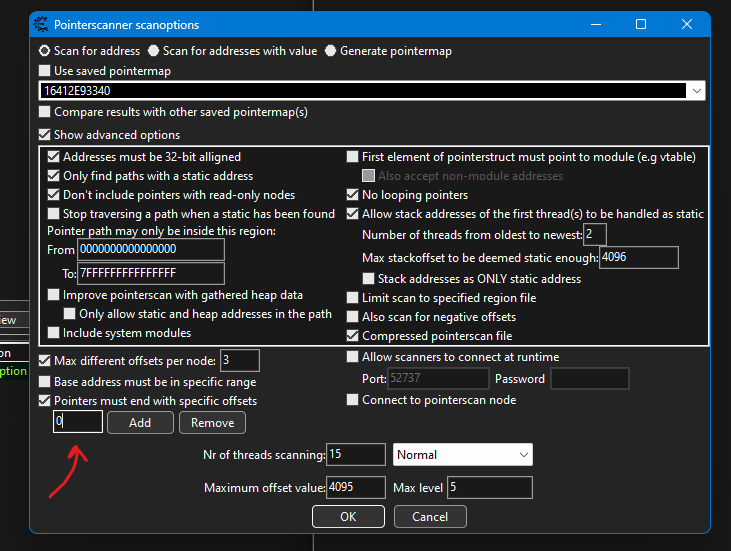 Pointerscanner scanoptions
Scan for address Scan for addresses with value Generate pointermap
Use saved pointermap
16412E93340
Compare results with other saved pointermap(s)
Show advanced options
Addresses must be 32-bit alligned
Only find paths with a static address
Don't include pointers with read-only nodes
Stop traversing a path when a static has been found
Pointer path may only be inside this region:
From 0000000000000000
To: 7FFFFFFFFFFFFFFF
Improve pointerscan with gathered heap data
Only allow static and heap addresses in the path
Include system modules
First element of pointerstruct must point to module (e.g vtable)
Also accept non-module addresses
No looping pointers
Allow stack addresses of the first thread(s) to be handled as static
Number of threads from oldest to newest: 2
Max stackoffset to be deemed static enough: 4096
Stack addresses as ONLY static address
Limit scan to specified region file
Also scan for negative offsets
Compressed pointerscan file
Max different offsets per node: 3
Base address must be in specific range
Pointers must end with specific offsets
0 Add Remove
Allow scanners to connect at runtime
Port: 52737 Password
Connect to pointerscan node
Nr of threads scanning: 15 Normal
Maximum offset value: 4095 Max level 5
OK Cancel
iew
on
ption